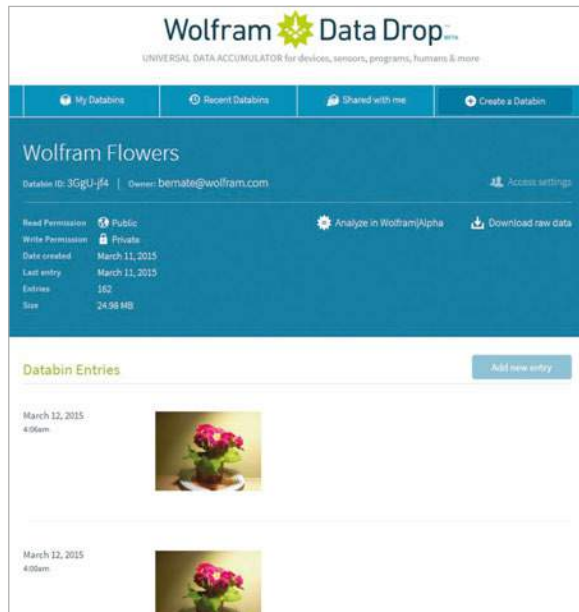 Wolfram Data Drop™ BETA
UNIVERSAL DATA ACCUMULATOR for devices, sensors, programs, humans & more
My Databins Recent Databins Shared with me Create a Databin
Wolfram Flowers
Databin ID: 3GgU-jf4 | Owner: bernate@wolfram.com Access settings
Read Permission Public Analyze in Wolfram|Alpha Download raw data
Write Permission Private
Date created March 11, 2015
Last entry March 11, 2015
Entries 162
Size 24.98 MB
Databin Entries Add new entry
March 12, 2015
4:06am
March 12, 2015
4:00am